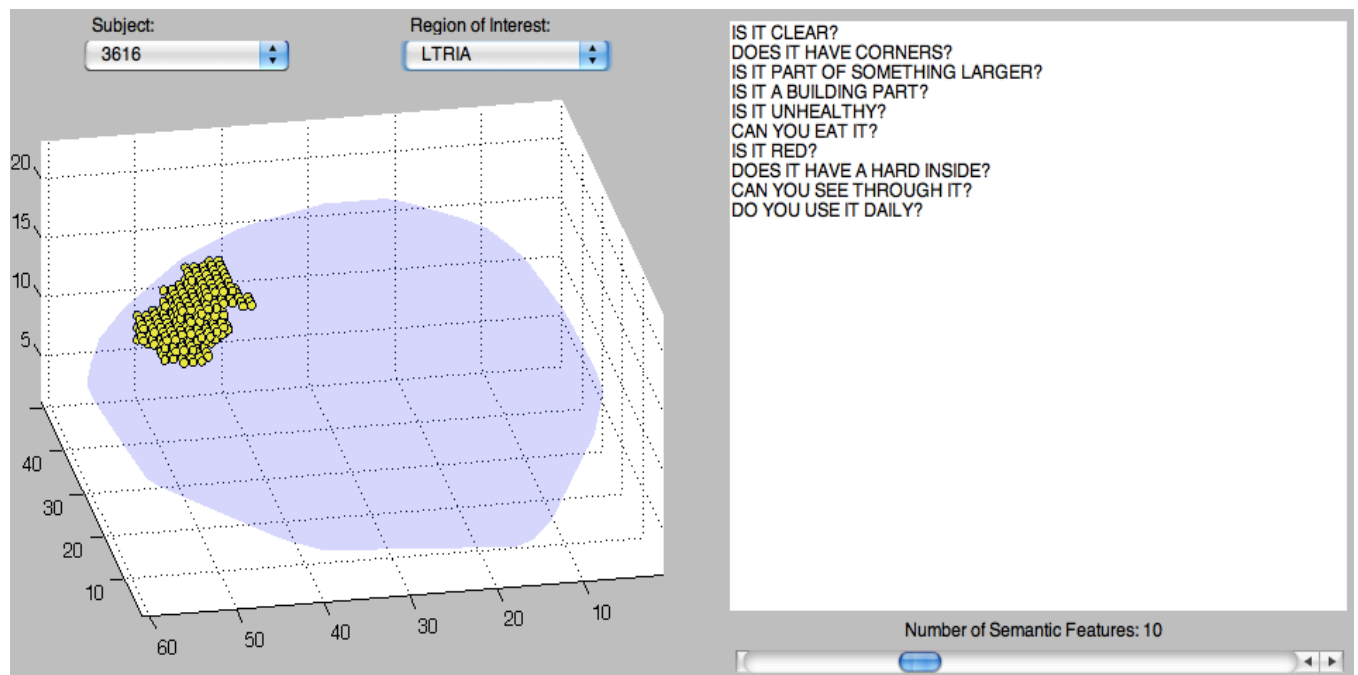 Subject:
Region of Interest:
3616
LTRIA
IS IT CLEAR?
DOES IT HAVE CORNERS?
IS IT PART OF SOMETHING LARGER?
IS IT A BUILDING PART?
IS IT UNHEALTHY?
CAN YOU EAT IT?
IS IT RED?
DOES IT HAVE A HARD INSIDE?
CAN YOU SEE THROUGH IT?
DO YOU USE IT DAILY?
20
15
10
5
40
30
20
10
60
50
40
30
20
10
Number of Semantic Features: 10